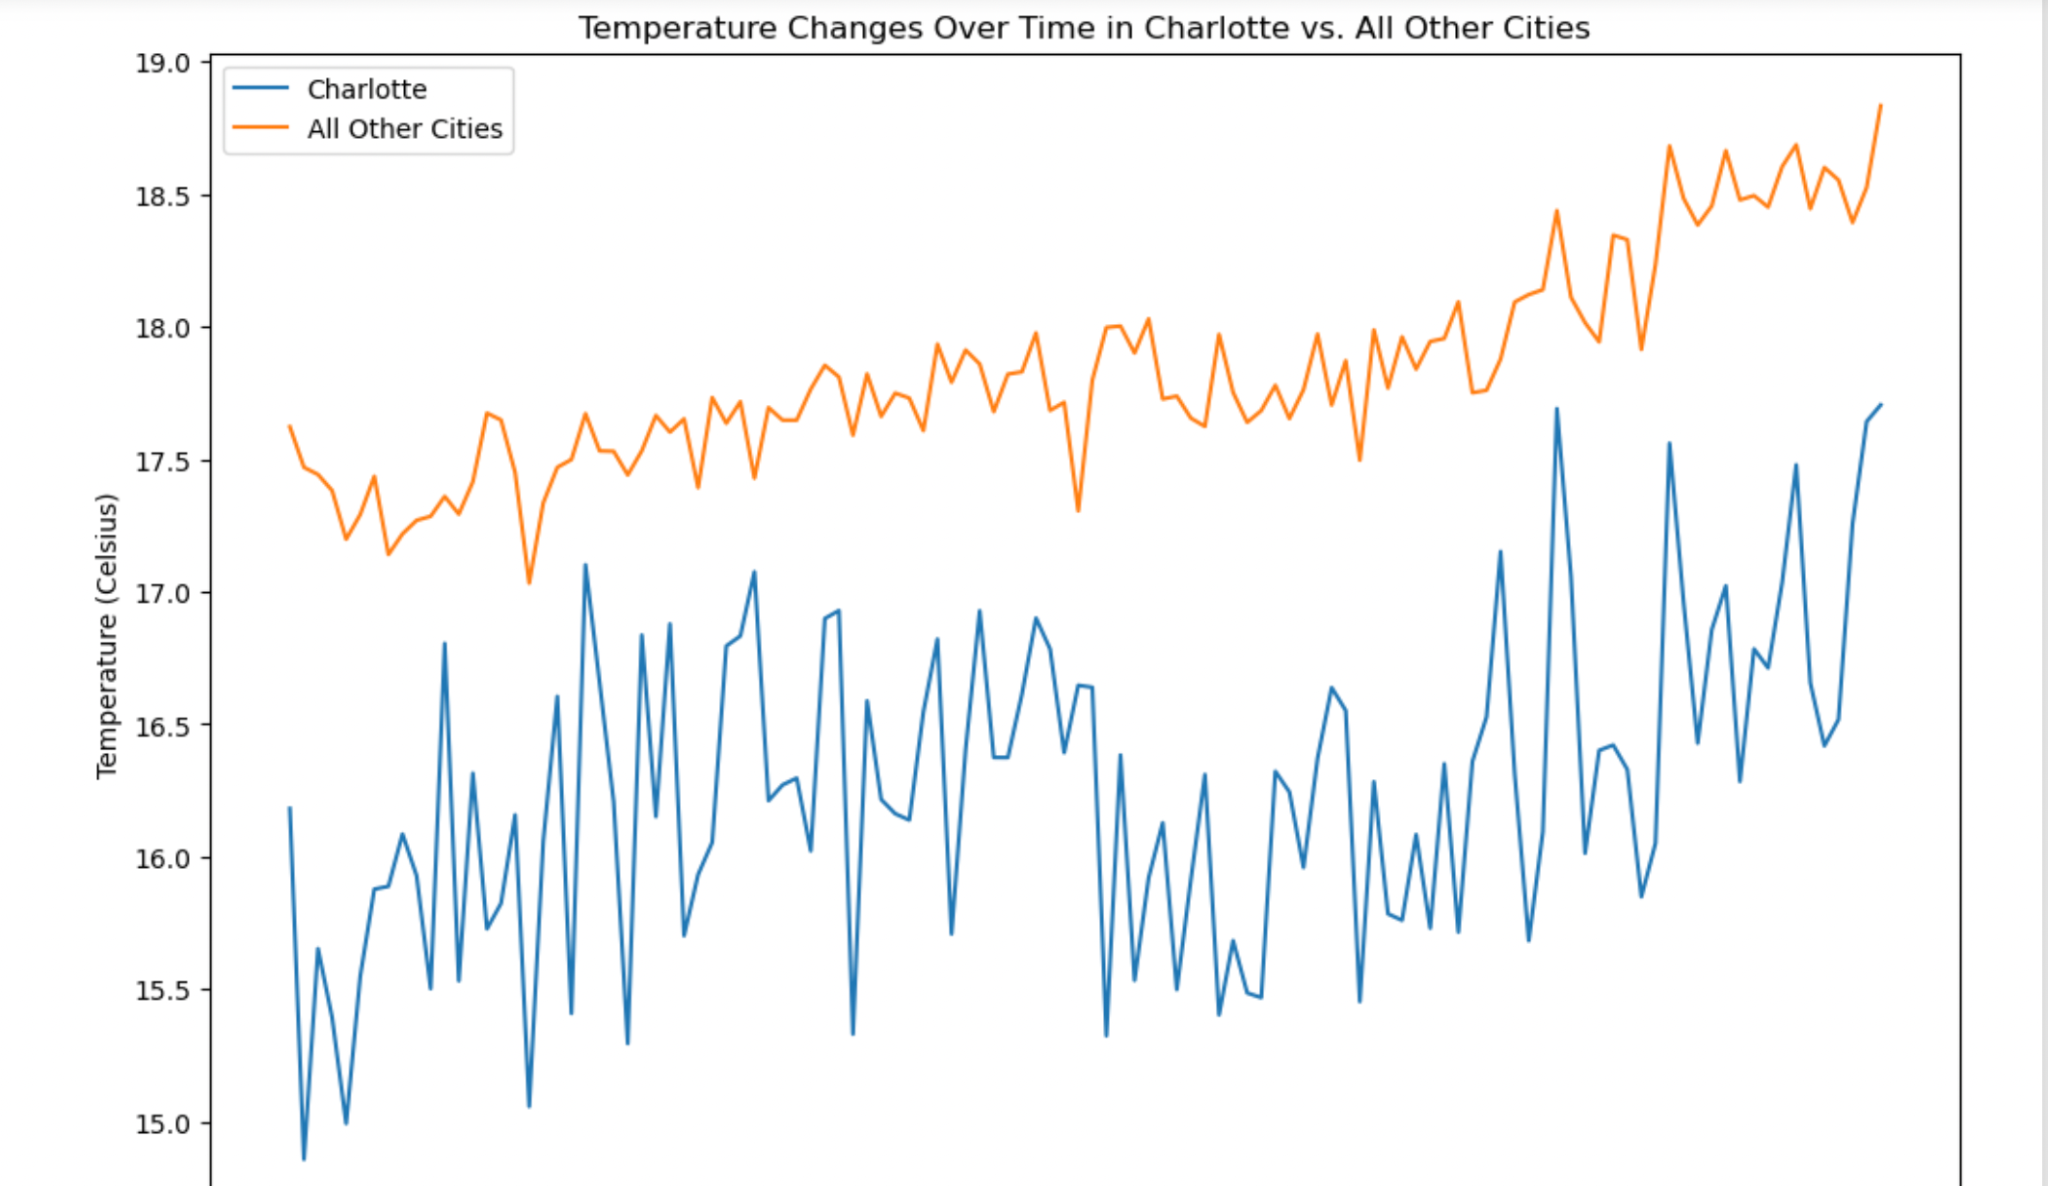 Temperature Changes Over Time in Charlotte vs. All Other Cities
Charlotte
All Other Cities
Temperature (Celsius)
19.0
18.5
18.0
17.5
17.0
16.5
16.0
15.5
15.0